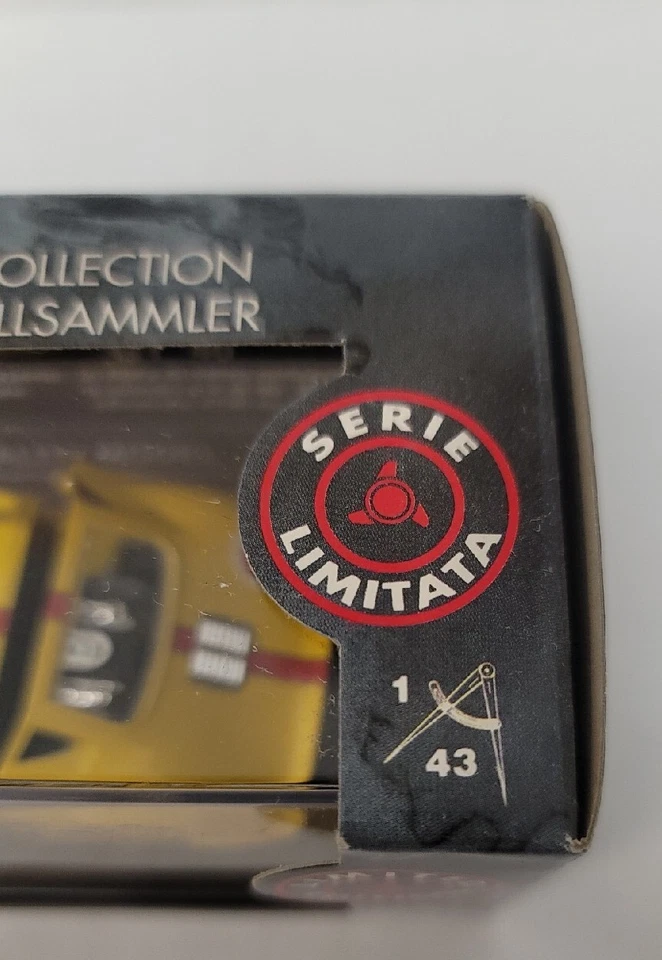 OLLECTION
LLSAMMLER
SERIE
LIMITATA
1
43